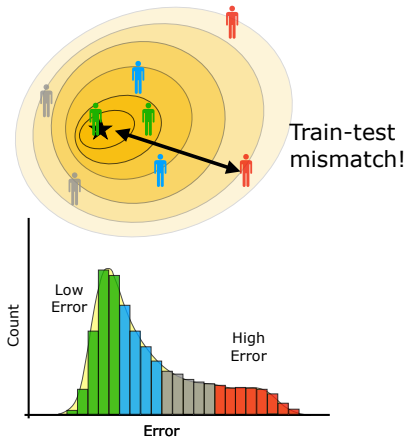 Train-test
mismatch!
Low
Error
High
Error
Count
Error